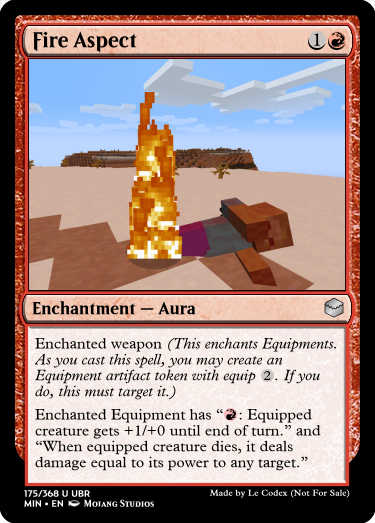 Fire Aspect 1
Enchantment — Aura
Enchanted weapon (This enchants Equipments.
As you cast this spell, you may create an
Equipment artifact token with equip 2. If you
do, this must target it.)
Enchanted Equipment has “: Equipped
creature gets +1/+0 until end of turn.” and
“When equipped creature dies, it deals
damage equal to its power to any target.”
175/368 U UBR
MIN • EN Mojang Studios
Made by Le Codex (Not For Sale)